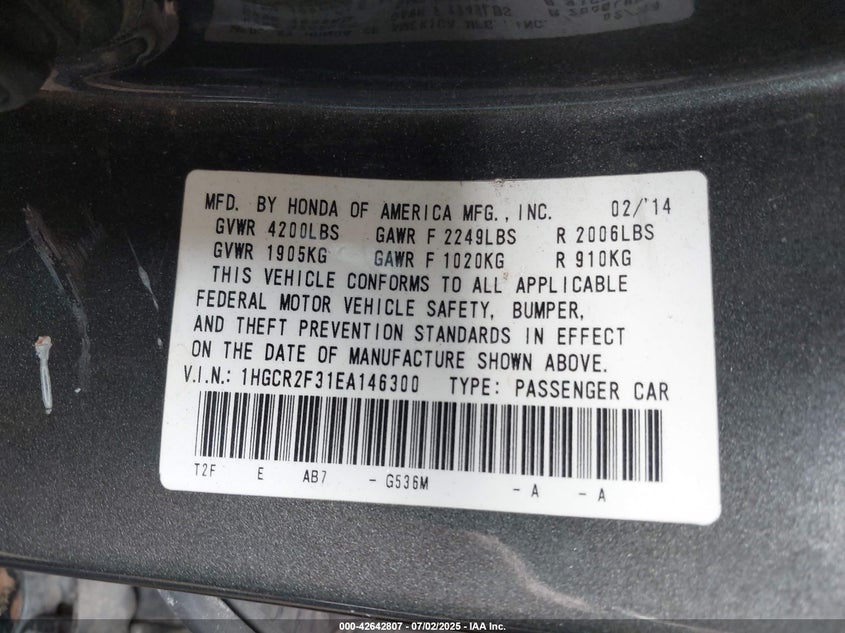 MFD. BY HONDA OF AMERICA MFG., INC. 02/'14
GVWR 4200LBS GAWR F 2249LBS R 2006LBS
GVWR 1905KG GAWR F 1020KG R 910KG
THIS VEHICLE CONFORMS TO ALL APPLICABLE
FEDERAL MOTOR VEHICLE SAFETY, BUMPER,
AND THEFT PREVENTION STANDARDS IN EFFECT
ON THE DATE OF MANUFACTURE SHOWN ABOVE.
V.I.N.: 1HGCR2F31EA146300 TYPE: PASSENGER CAR
T2F E AB7 - G536M - A - A
000-42642807 - 07/02/2025 - IAA Inc.